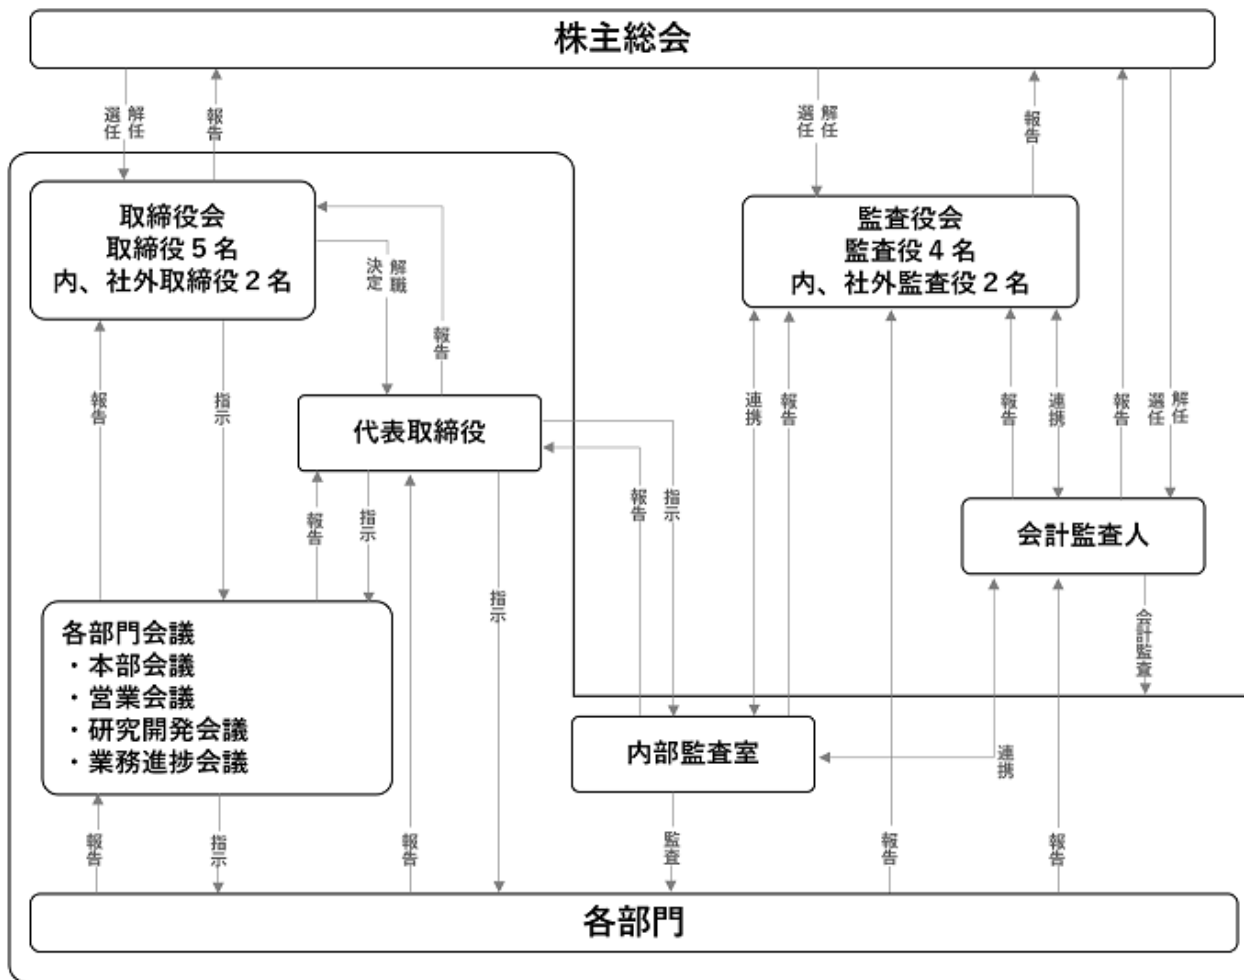 株主総会
選任
解任
報告
選任
解任
報告
取締役会
取締役５名
内、社外取締役２名
監査役会
監査役４名
内、社外監査役２名
決定
解職
報告
報告
指示
連携
報告
報告
連携
報告
選任
解任
代表取締役
報告
指示
報告
指示
会計監査人
指示
各部門会議
・本部会議
・営業会議
・研究開発会議
・業務進捗会議
会計監査
内部監査室
連携
報告
指示
報告
監査
報告
報告
各部門